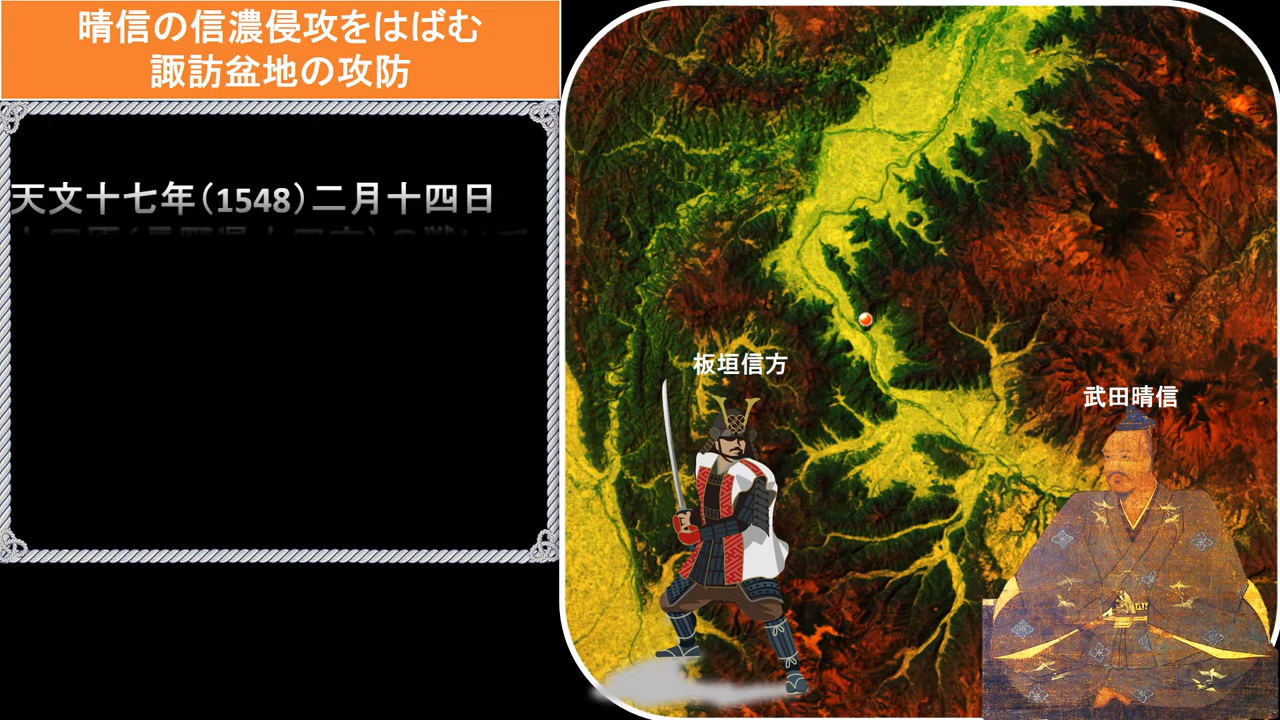 晴信の信濃侵攻をはばむ
諏訪盆地の攻防
天文十七年（1548）二月十四日
板垣信方
武田晴信